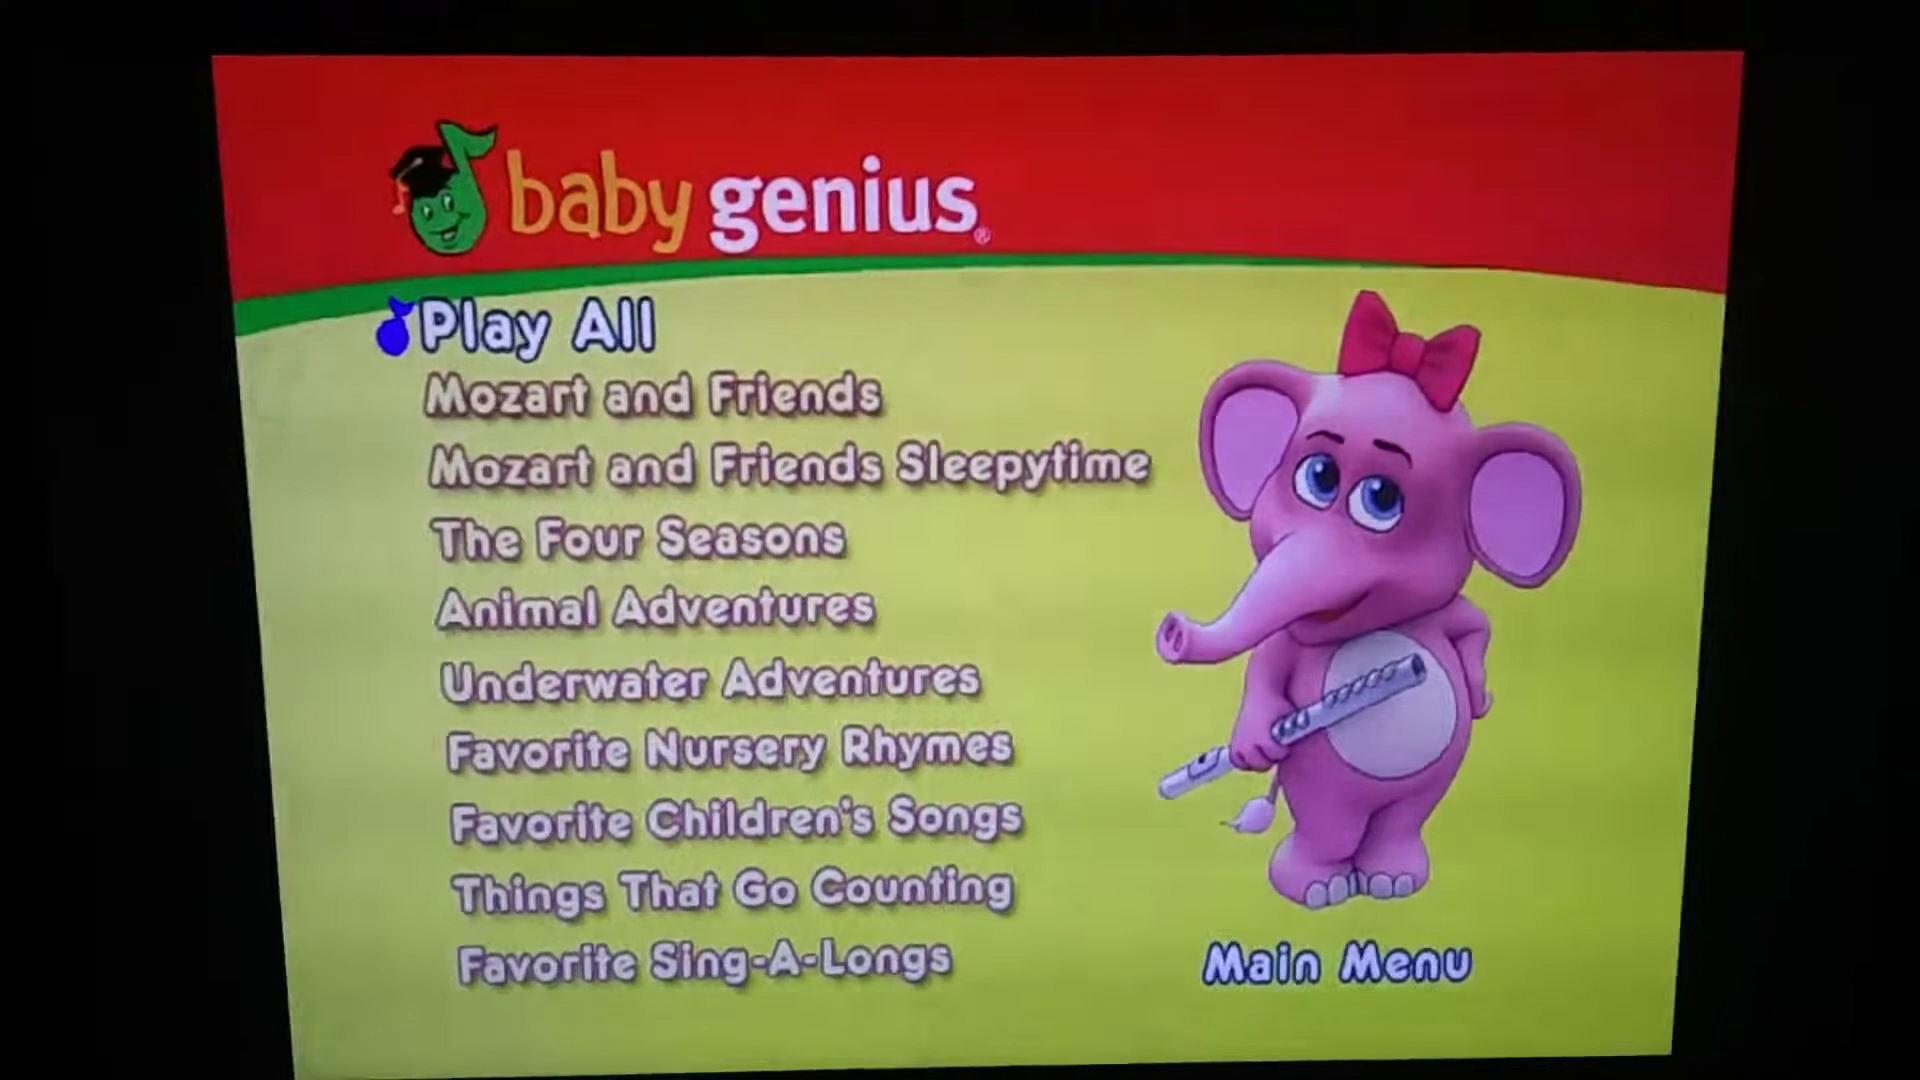 baby genius®
Play All
Mozart and Friends
Mozart and Friends Sleepytime
The Four Seasons
Animal Adventures
Underwater Adventures
Favorite Nursery Rhymes
Favorite Children's Songs
Things That Go Counting
Favorite Sing-A-Longs
Main Menu